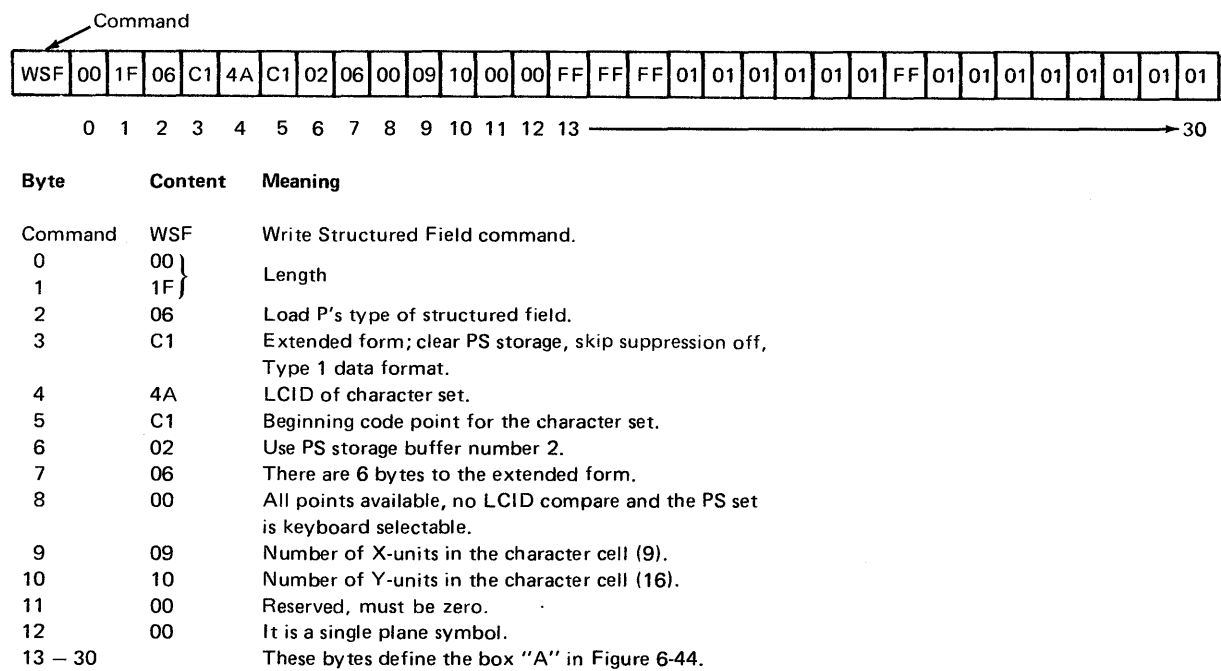 Command
WSF 00 1F 06 C1 4A C1 02 06 00 09 10 00 00 FF FF FF 01 01 01 01 01 01 FF 01 01 01 01 01 01 01 01
0 1 2 3 4 5 6 7 8 9 10 11 12 13 30
Byte Content Meaning
Command WSF Write Structured Field command.
0 00
Length
1 1F
2 06 Load P's type of structured field.
3 C1 Extended form; clear PS storage, skip suppression off,
Type 1 data format.
4 4A LCID of character set.
5 C1 Beginning code point for the character set.
6 02 Use PS storage buffer number 2.
7 06 There are 6 bytes to the extended form.
8 00 All points available, no LCID compare and the PS set
is keyboard selectable.
9 09 Number of X-units in the character cell (9).
10 10 Number of Y-units in the character cell (16).
11 00 Reserved, must be zero.
12 00 It is a single plane symbol.
13 – 30 These bytes define the box "A" in Figure 6-44.